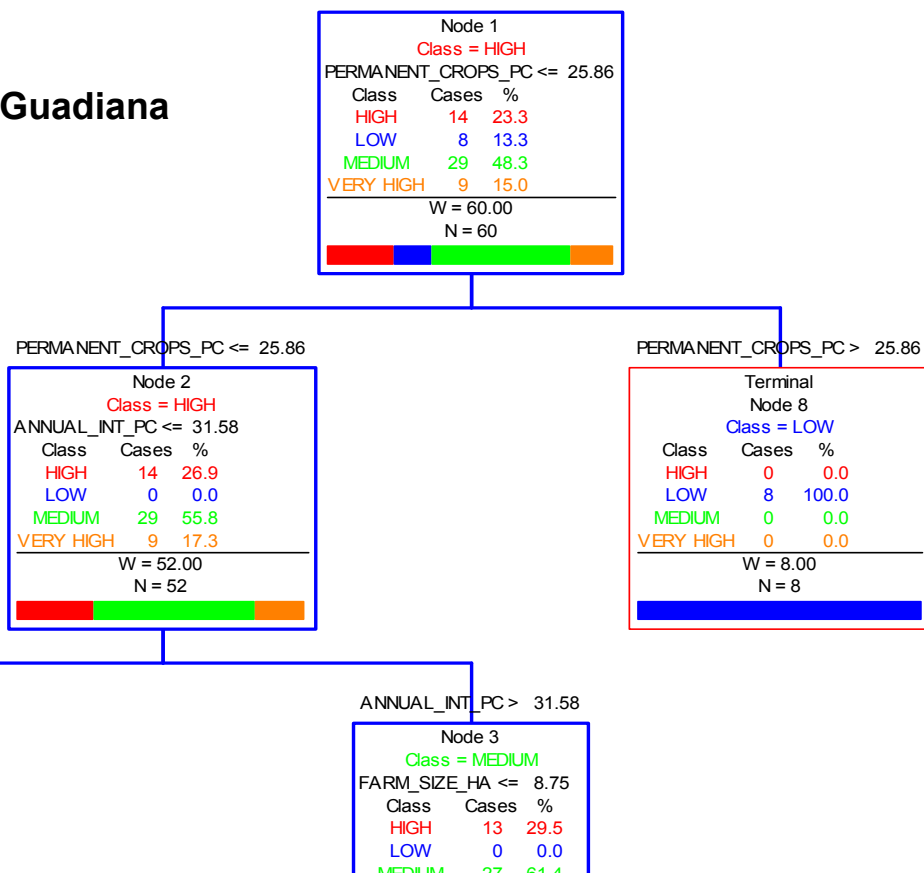 Guadiana
Node 1
Class = HIGH
PERMANENT_CROPS_PC <= 25.86
Class Cases %
HIGH 14 23.3
LOW 8 13.3
MEDIUM 29 48.3
VERY HIGH 9 15.0
W = 60.00
N = 60
PERMANENT_CROPS_PC <= 25.86
Node 2
Class = HIGH
ANNUAL_INT_PC <= 31.58
Class Cases %
HIGH 14 26.9
LOW 0 0.0
MEDIUM 29 55.8
VERY HIGH 9 17.3
W = 52.00
N = 52
PERMANENT_CROPS_PC > 25.86
Terminal
Node 8
Class = LOW
Class Cases %
HIGH 0 0.0
LOW 8 100.0
MEDIUM 0 0.0
VERY HIGH 0 0.0
W = 8.00
N = 8
ANNUAL_INT_PC > 31.58
Node 3
Class = MEDIUM
FARM_SIZE_HA <= 8.75
Class Cases %
HIGH 13 29.5
LOW 0 0.0
MEDIUM 27 61.4